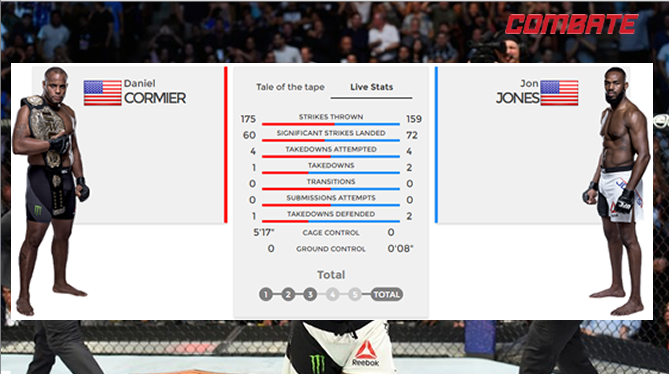 COMBATE
Daniel
CORMIER
Tale of the tape Live Stats
Jon
JONES
175 STRIKES THROWN 159
60 SIGNIFICANT STRIKES LANDED 72
4 TAKEDOWNS ATTEMPTED 4
1 TAKEDOWNS 2
0 TRANSITIONS 0
0 SUBMISSIONS ATTEMPTS 0
1 TAKEDOWNS DEFENDED 2
5'17" CAGE CONTROL 0
0 GROUND CONTROL 0'08"
Total
1 2 3 4 5 TOTAL
Reebok